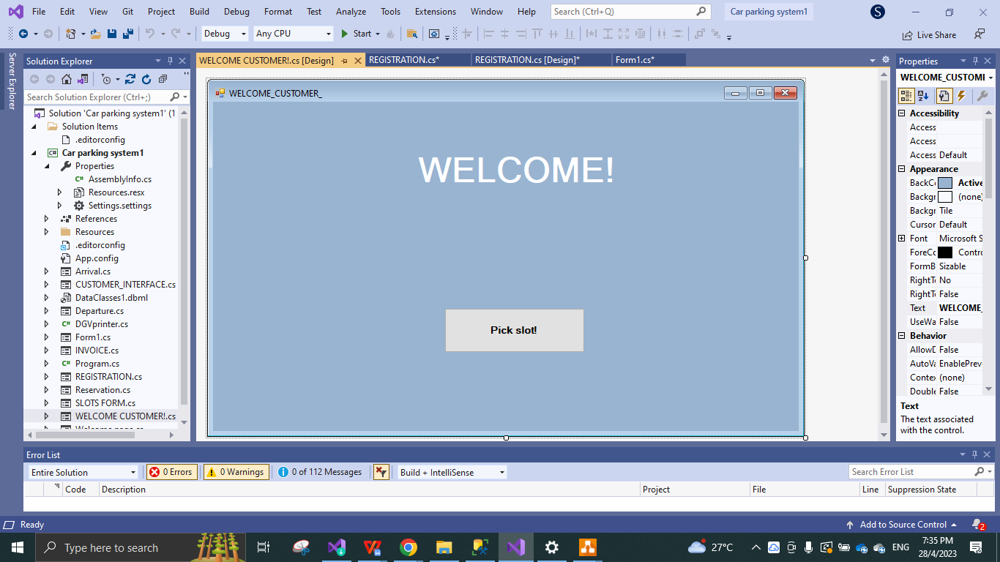 File Edit View Git Project Build Debug Format Test Analyze Tools Extensions Window Help Search (Ctrl+Q) Car parking system1 S
Debug Any CPU Start Live Share
Server Explorer
Solution Explorer
Search Solution Explorer (Ctrl+;)
Solution 'Car parking system1' (1
Solution Items
.editorconfig
Car parking system1
Properties
AssemblyInfo.cs
Resources.resx
Settings.settings
References
Resources
.editorconfig
App.config
Arrival.cs
CUSTOMER_INTERFACE.cs
DataClasses1.dbml
Departure.cs
DGVprinter.cs
Form1.cs
INVOICE.cs
Program.cs
REGISTRATION.cs
Reservation.cs
SLOTS FORM.cs
WELCOME CUSTOMER!.cs
WELCOME CUSTOMER!.cs [Design] REGISTRATION.cs* REGISTRATION.cs [Design]* Form1.cs*
WELCOME_CUSTOMER_
WELCOME!
Pick slot!
Properties
WELCOME_CUSTOMI
Accessibility
Access
Access
Access Default
Appearance
BackCo Active
Backgr (none)
Backgr Tile
Cursor Default
Font Microsoft S
ForeCo Contro
FormB Sizable
RightTo No
RightTo False
Text WELCOME_
UseWa False
Behavior
AllowD False
AutoVa EnablePreve
Contex (none)
Double False
Text
The text associated
with the control.
Error List
Entire Solution 0 Errors 0 Warnings 0 of 112 Messages Build + IntelliSense Search Error List
Code Description Project File Line Suppression State
Ready Add to Source Control 2
Type here to search 27°C ENG 7:35 PM
28/4/2023